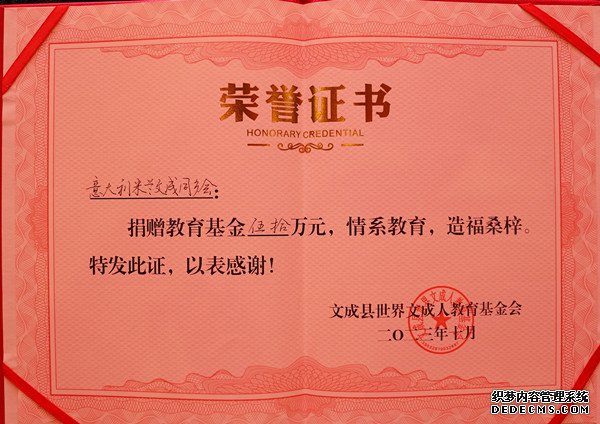 荣誉证书
HONORARY CREDENTIAL
意大利米兰文成同乡会:
捐赠教育基金伍拾万元，情系教育，造福桑梓。
特发此证，以表感谢！
文成县世界文成人教育基金会
二〇 三年十月
织梦内容管理系统
DEDECMS.COM